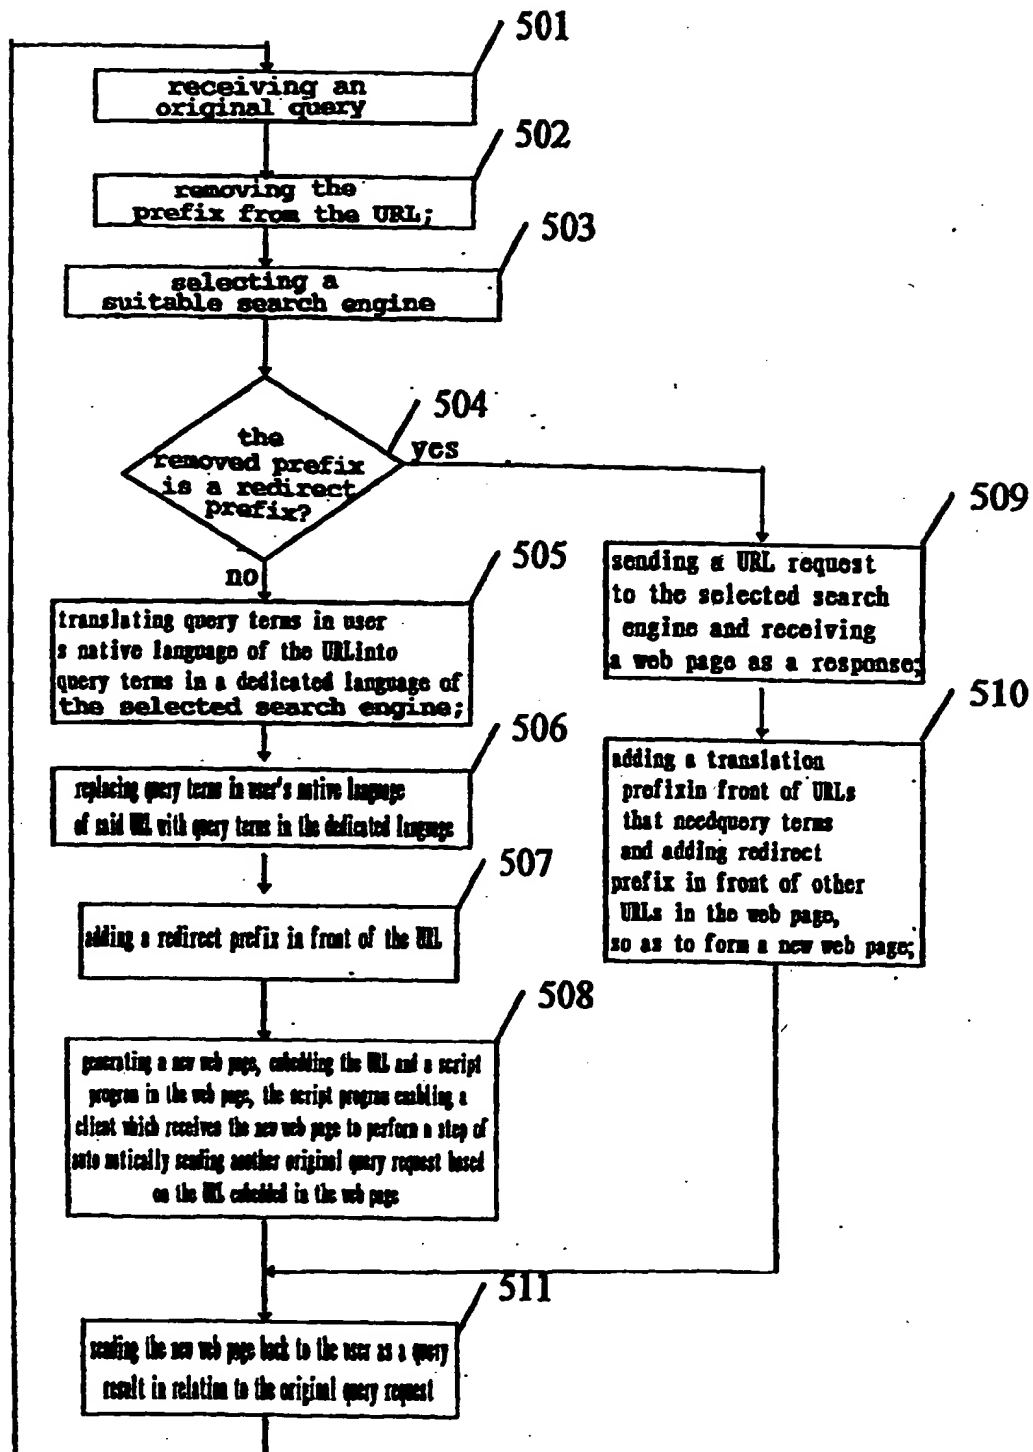 501
receiving an
original query
502
removing the
prefix from the URL;
503
selecting a
suitable search engine
504
the
removed prefix
is a redirect
prefix?
yes
no
505
translating query terms in user
s native language of the URLinto
query terms in a dedicated language of
the selected search engine;
506
replacing query terms in user's native language
of said URL with query terms in the dedicated language
507
adding a redirect prefix in front of the URL
508
generating a new web page, embedding the URL and a script
program in the web page, the script program enabling a
client which receives the new web page to perform a step of
auto matically sending another original query request based
on the URL embedded in the web page
509
sending a URL request
to the selected search
engine and receiving
a web page as a response;
510
adding a translation
prefixin front of URLs
that needquery terms
and adding redirect
prefix in front of other
URLs in the web page,
so as to form a new web page;
511
sending the new web page back to the user as a query
result in relation to the original query request